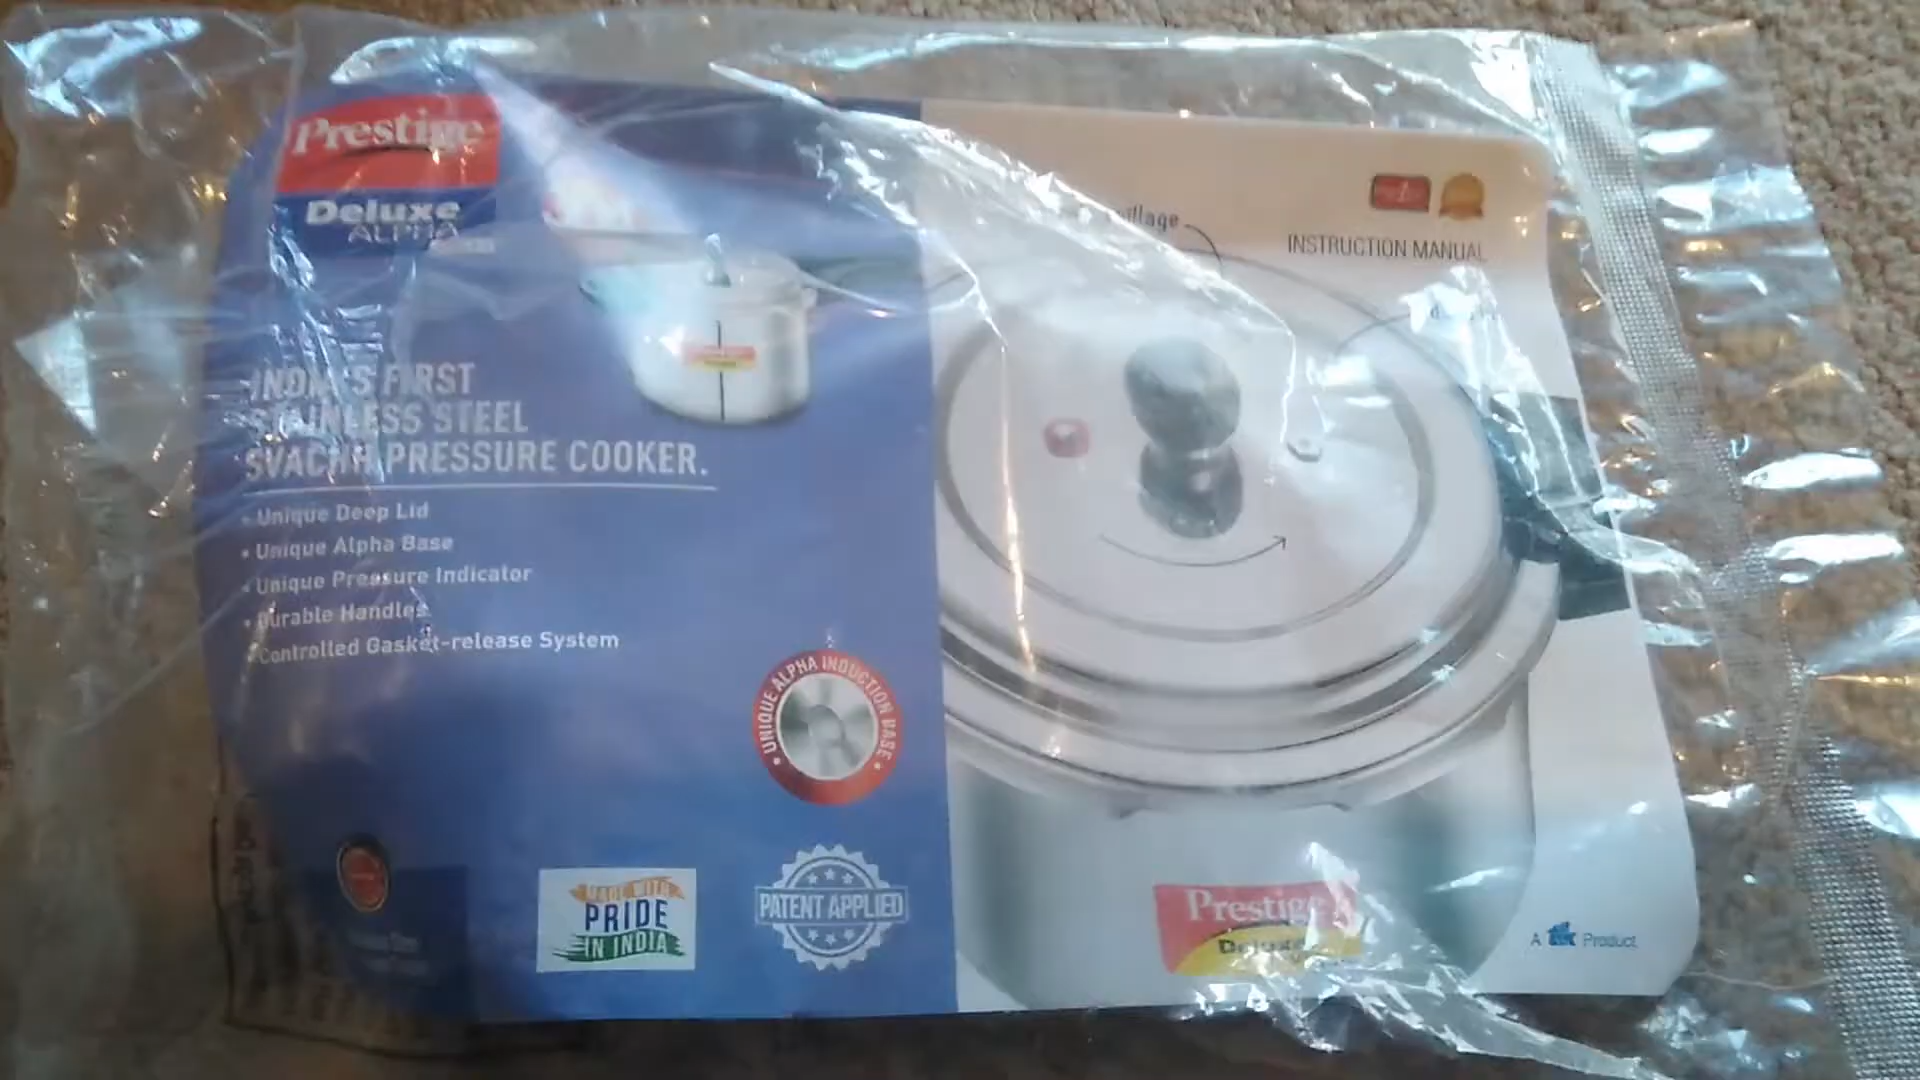 Prestige
Deluxe
ALPHA
INDIA'S FIRST
STAINLESS STEEL
SVACHH PRESSURE COOKER.
• Unique Deep Lid
• Unique Alpha Base
• Unique Pressure Indicator
• Durable Handles
• Controlled Gasket-release System
• UNIQUE ALPHA INDUCTION BASE •
MADE WITH
PRIDE
IN INDIA
PATENT APPLIED
INSTRUCTION MANUAL
Prestige
Deluxe
A
Product